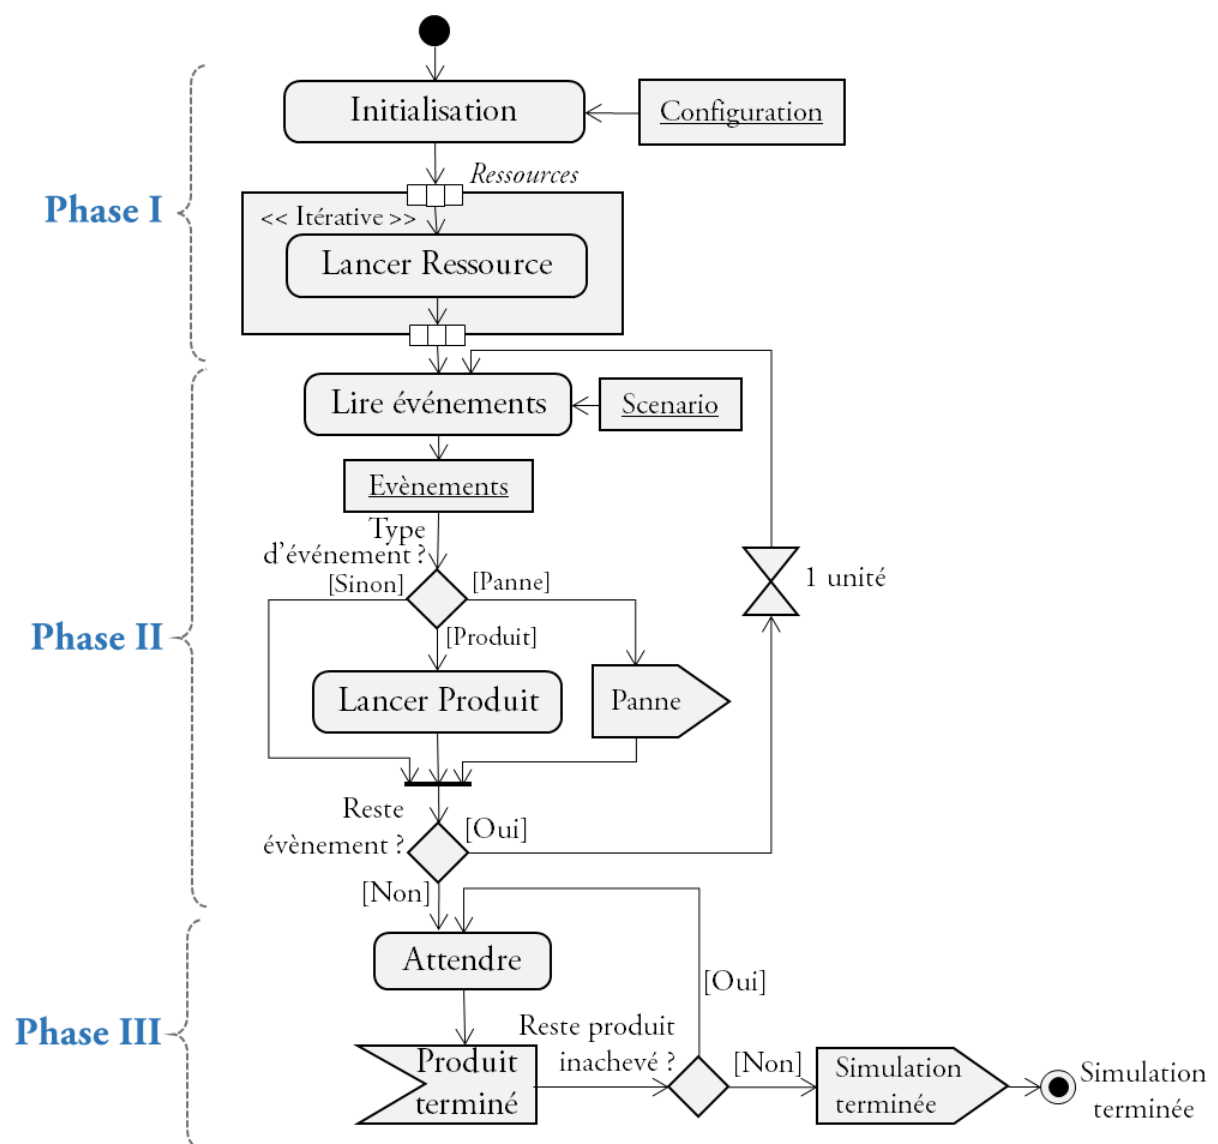 Initialisation
Configuration
Ressources
Phase I
<< Itérative >>
Lancer Ressource
Lire événements
Scenario
Evènements
Type
d'événement ?
[Sinon]
[Panne]
1 unité
Phase II
[Produit]
Lancer Produit
Panne
Reste
évènement ?
[Oui]
[Non]
Attendre
[Oui]
Phase III
Produit
terminé
Reste produit
inachevé ?
[Non]
Simulation
terminée
Simulation
terminée